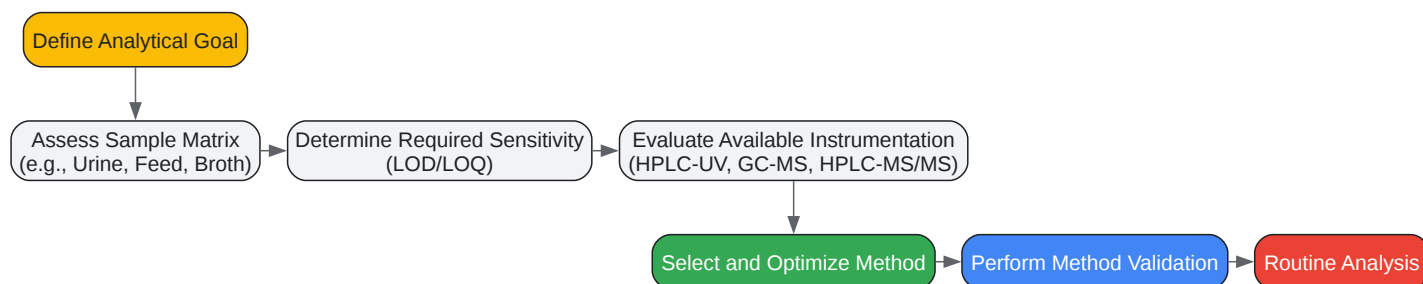 Define Analytical Goal
Assess Sample Matrix
(e.g., Urine, Feed, Broth)
Determine Required Sensitivity
(LOD/LOQ)
Evaluate Available Instrumentation
(HPLC-UV, GC-MS, HPLC-MS/MS)
Select and Optimize Method
Perform Method Validation
Routine Analysis